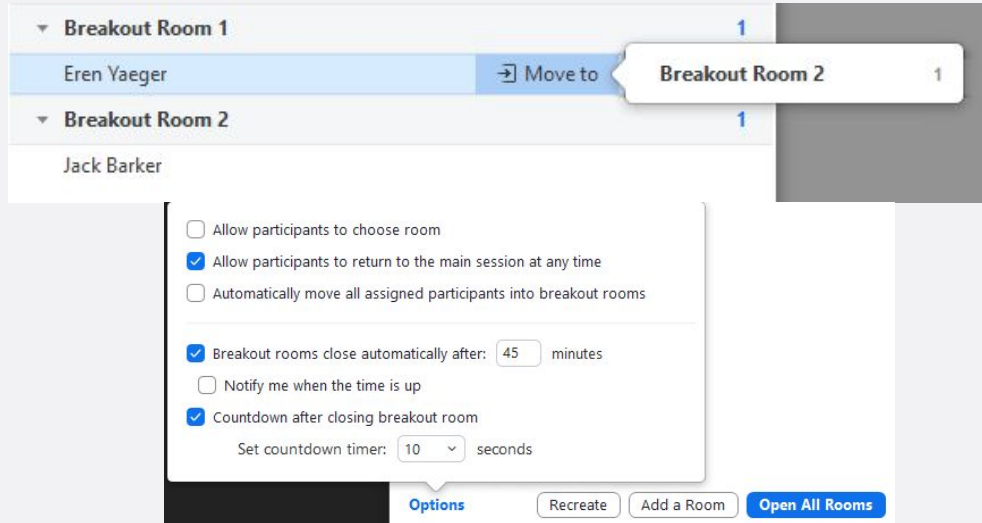 Breakout Room 1 1
Eren Yaeger Move to Breakout Room 2 1
Breakout Room 2 1
Jack Barker
Allow participants to choose room
Allow participants to return to the main session at any time
Automatically move all assigned participants into breakout rooms
Breakout rooms close automatically after: 45 minutes
Notify me when the time is up
Countdown after closing breakout room
Set countdown timer: 10 seconds
Options Recreate Add a Room Open All Rooms